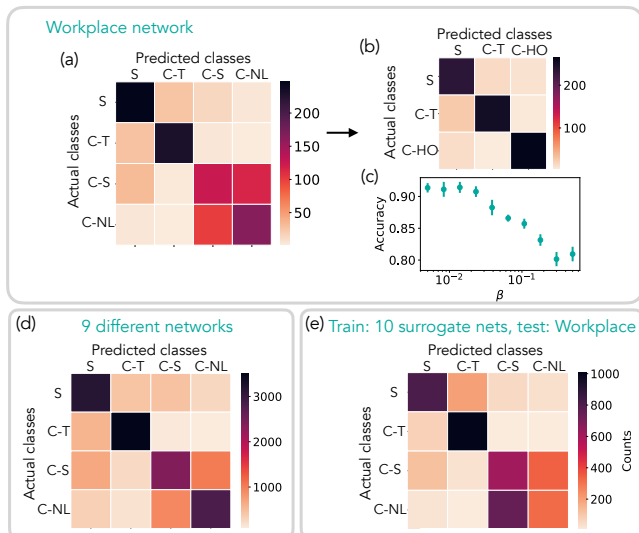 Workplace network
(a)
Predicted classes
S C-T C-S C-NL
Actual classes
S
C-T
C-S
C-NL
200
150
100
50
(b)
Predicted classes
S C-T C-HO
Actual classes
S
C-T
C-HO
200
100
(c)
Accuracy
0.90
0.85
0.80
10⁻² 10⁻¹
β
(d) 9 different networks
Predicted classes
S C-T C-S C-NL
Actual classes
S
C-T
C-S
C-NL
3000
2000
1000
(e) Train: 10 surrogate nets, test: Workplace
Predicted classes
S C-T C-S C-NL
Actual classes
S
C-T
C-S
C-NL
1000
800
600
400
200
Counts